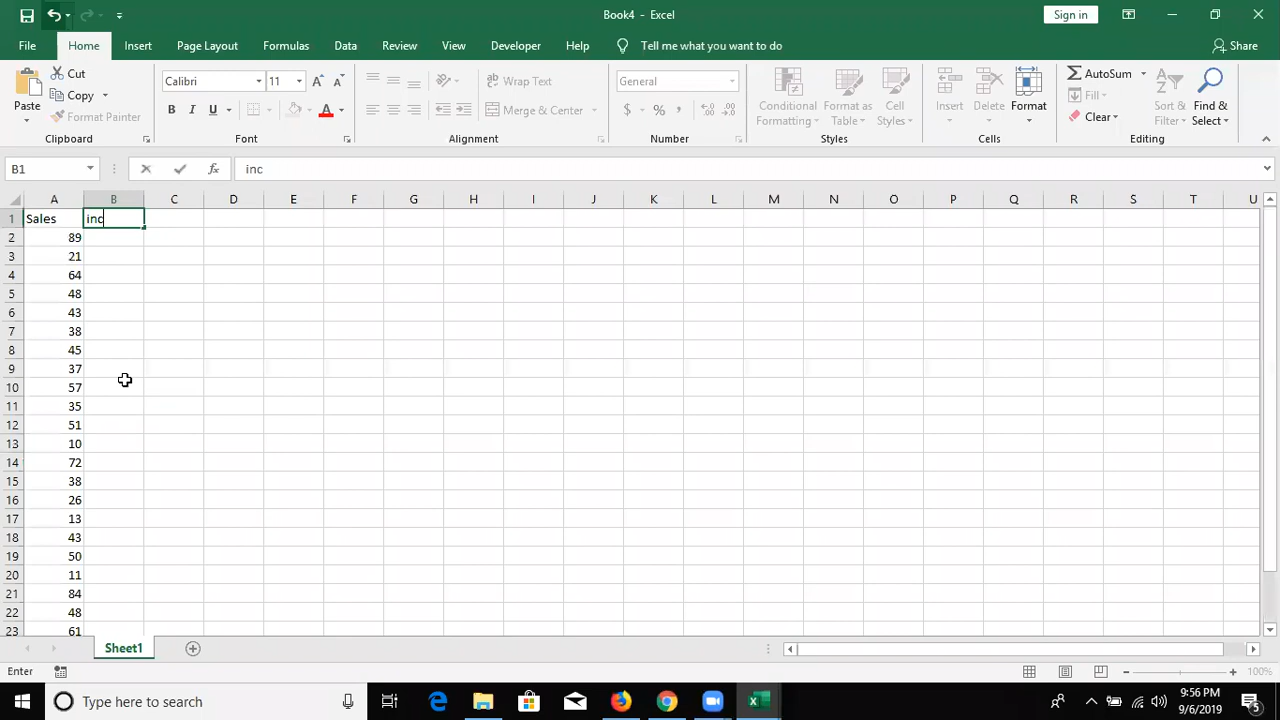 Book4 - Excel
Sign in
File Home Insert Page Layout Formulas Data Review View Developer Help Tell me what you want to do Share
Paste Cut Copy Format Painter Clipboard
Calibri 11 A A B I U A Font
ab Wrap Text Merge & Center Alignment
General $ % , Number
Conditional Formatting Format as Table Cell Styles Styles
Insert Delete Format Cells
AutoSum Fill Clear Sort & Filter Find & Select Editing
B1 fx inc
A B C D E F G H I J K L M N O P Q R S T U
1 Sales inc
2 89
3 21
4 64
5 48
6 43
7 38
8 45
9 37
10 57
11 35
12 51
13 10
14 72
15 38
16 26
17 13
18 43
19 50
20 11
21 84
22 48
23 61
Sheet1
Enter 100%
Type here to search
9:56 PM
9/6/2019
5